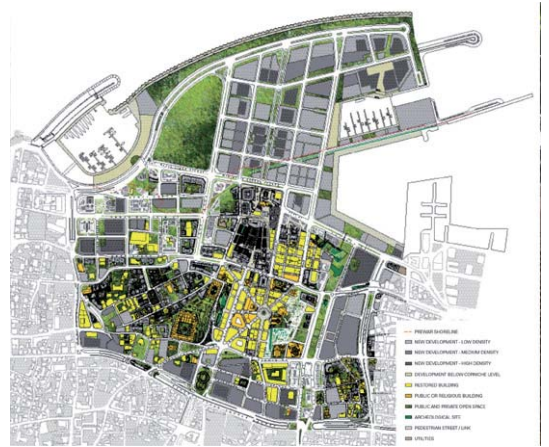 PREWAR SHORELINE
NEW DEVELOPMENT - LOW DENSITY
NEW DEVELOPMENT - MEDIUM DENSITY
NEW DEVELOPMENT - HIGH DENSITY
DEVELOPMENT BELOW CORNICHE LEVEL
RESTORED BUILDING
PUBLIC OR RELIGIOUS BUILDING
PUBLIC AND PRIVATE OPEN SPACE
ARCHEOLOGICAL SITE
PEDESTRIAN STREET / LINK
UTILITIES